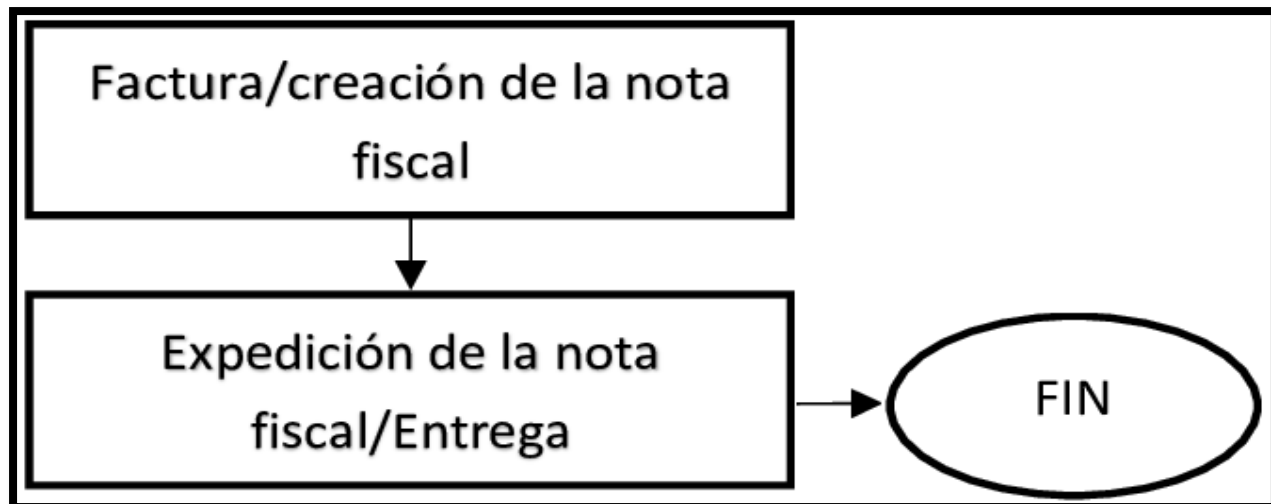 Factura/creación de la nota
fiscal
Expedición de la nota
fiscal/Entrega
FIN